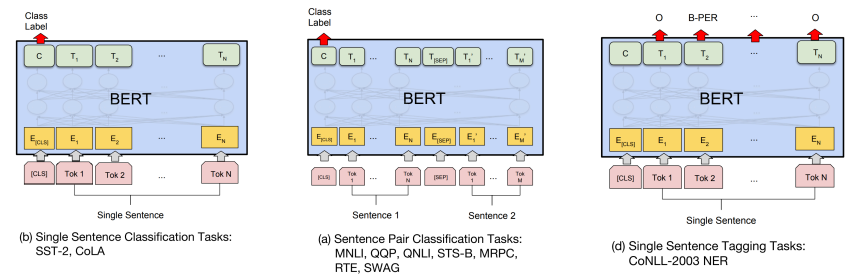 Class
Label
C T1 T2 ... TN
BERT
E[CLS] E1 E2 ... EN
[CLS] Tok 1 Tok 2 ... Tok N
Single Sentence
(b) Single Sentence Classification Tasks:
SST-2, CoLA
Class
Label
C T1 ... TN T[SEP] T1' ... TM'
BERT
E[CLS] E1 ... EN E[SEP] E1' ... EM'
[CLS] Tok 1 ... Tok N [SEP] Tok 1 ... Tok M
Sentence 1 Sentence 2
(a) Sentence Pair Classification Tasks:
MNLI, QQP, QNLI, STS-B, MRPC,
RTE, SWAG
O B-PER ... O
C T1 T2 ... TN
BERT
E[CLS] E1 E2 ... EN
[CLS] Tok 1 Tok 2 ... Tok N
Single Sentence
(d) Single Sentence Tagging Tasks:
CoNLL-2003 NER